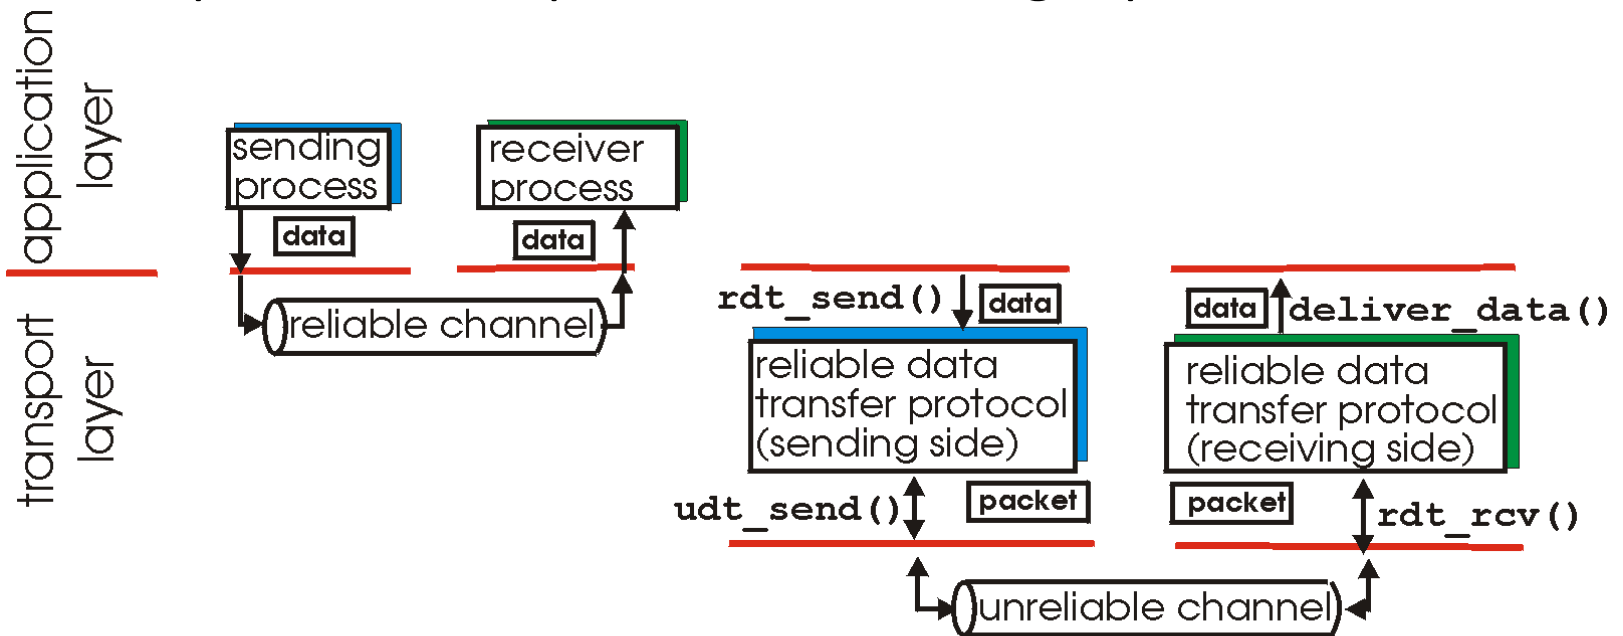 application
layer
transport
layer
sending
process
receiver
process
data
data
reliable channel
rdt_send()
data
data
deliver_data()
reliable data
transfer protocol
(sending side)
reliable data
transfer protocol
(receiving side)
udt_send()
packet
packet
rdt_rcv()
unreliable channel